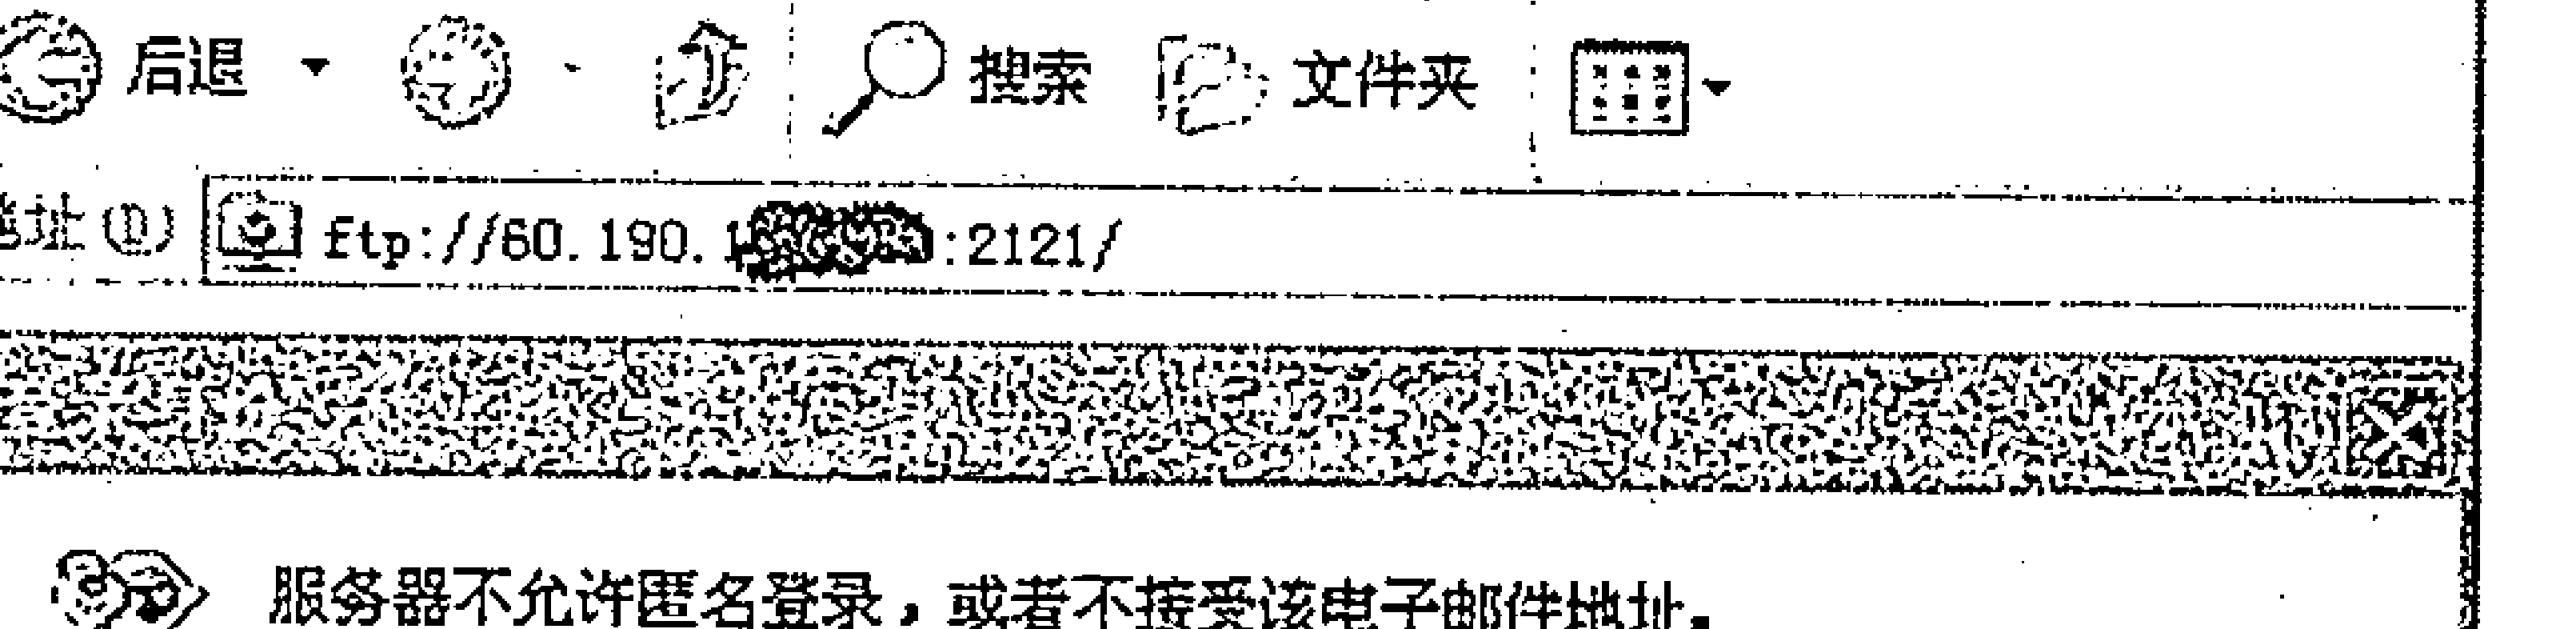 后退 搜索 文件夹
地址(D) ftp://60.190.1 :2121/
服务器不允许匿名登录，或者不接受该电子邮件地址。